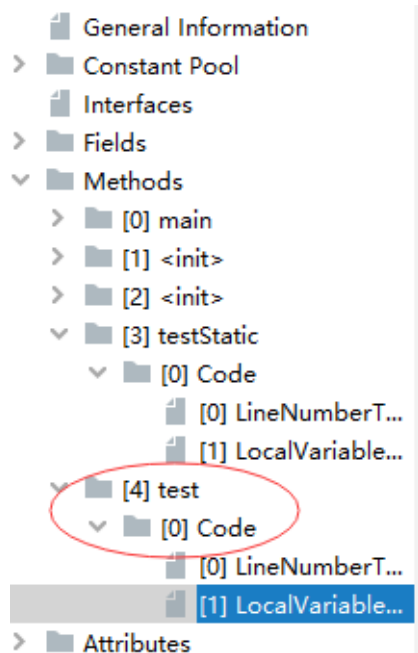 General Information
Constant Pool
Interfaces
Fields
Methods
[0] main
[1] <init>
[2] <init>
[3] testStatic
[0] Code
[0] LineNumberT...
[1] LocalVariable...
[4] test
[0] Code
[0] LineNumberT...
[1] LocalVariable...
Attributes